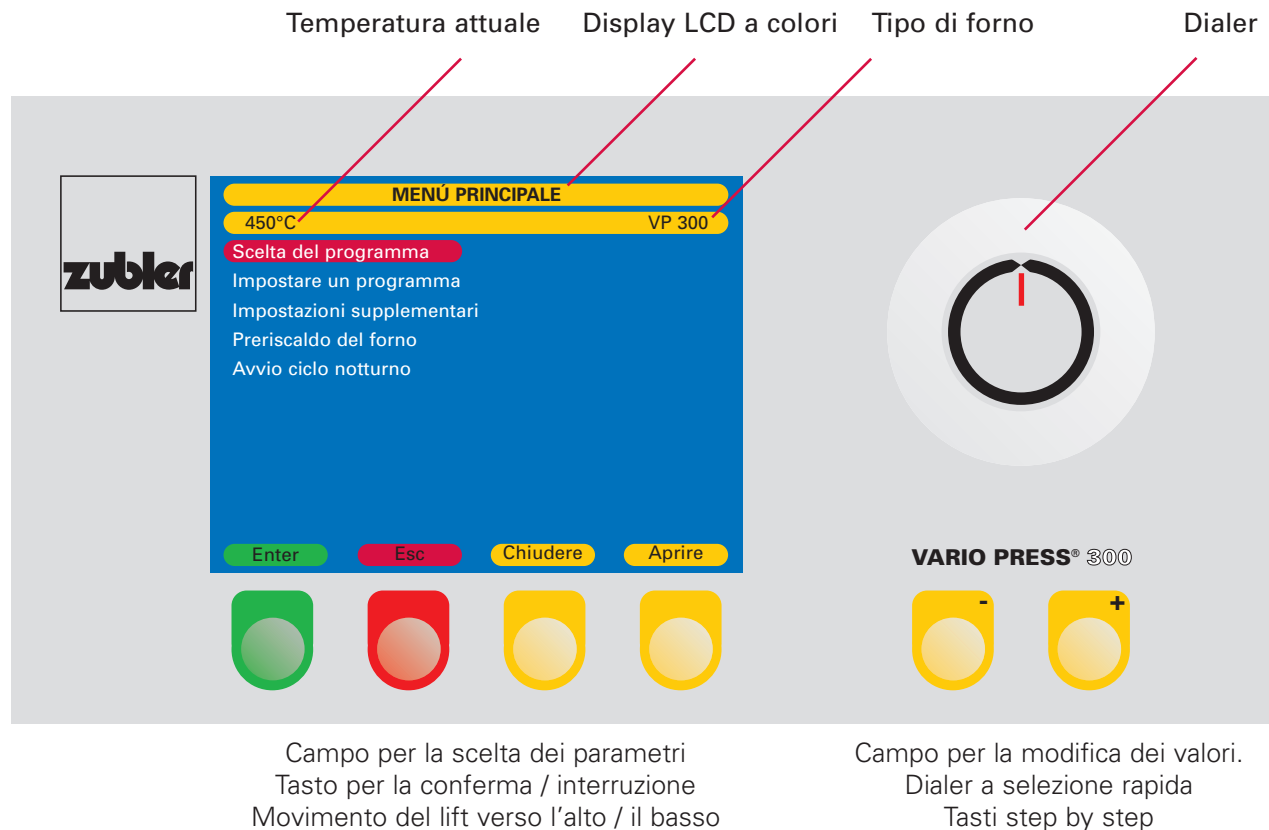 Temperatura attuale Display LCD a colori Tipo di forno Dialer
zubler
MENÚ PRINCIPALE
450°C VP 300
Scelta del programma
Impostare un programma
Impostazioni supplementari
Preriscaldo del forno
Avvio ciclo notturno
Enter Esc Chiudere Aprire
VARIO PRESS® 300
- +
Campo per la scelta dei parametri
Tasto per la conferma / interruzione
Movimento del lift verso l’alto / il basso
Campo per la modifica dei valori.
Dialer a selezione rapida
Tasti step by step